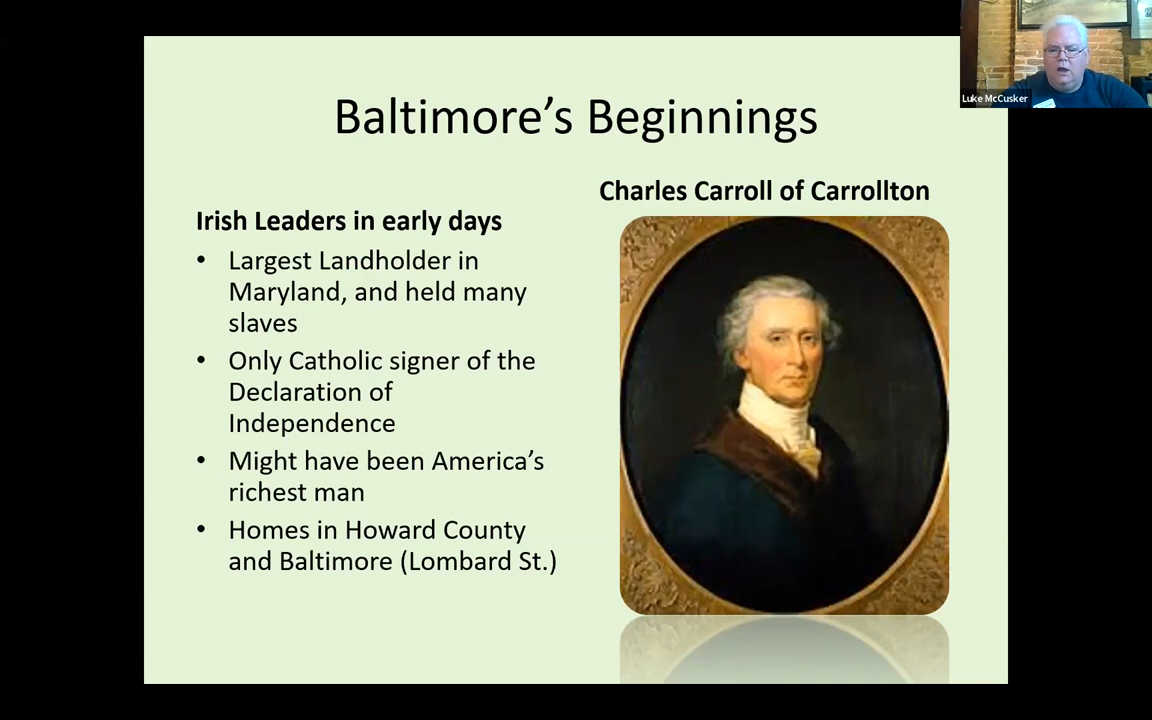 Baltimore's Beginnings
Charles Carroll of Carrollton
Irish Leaders in early days
• Largest Landholder in
Maryland, and held many
slaves
• Only Catholic signer of the
Declaration of
Independence
• Might have been America's
richest man
• Homes in Howard County
and Baltimore (Lombard St.)
Luke McCusker